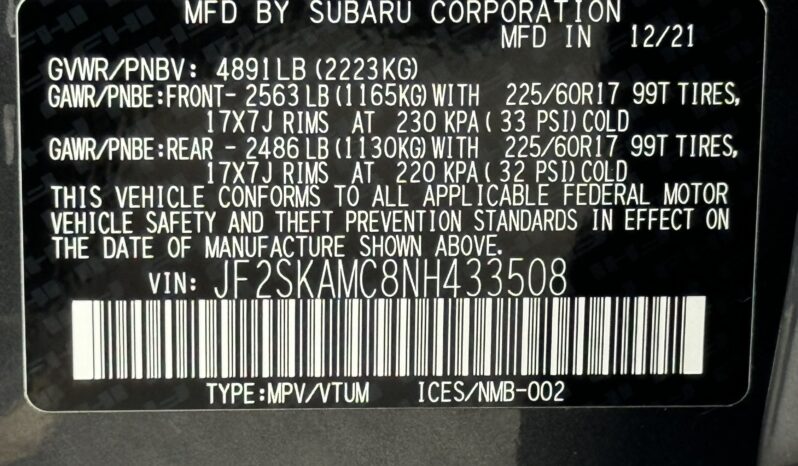 MFD BY SUBARU CORPORATION
MFD IN 12/21
GVWR/PNBV: 4891LB (2223KG)
GAWR/PNBE:FRONT- 2563LB (1165KG)WITH 225/60R17 99T TIRES,
17X7J RIMS AT 230 KPA( 33 PSI)COLD
GAWR/PNBE:REAR - 2486LB (1130KG)WITH 225/60R17 99T TIRES,
17X7J RIMS AT 220 KPA( 32 PSI)COLD
THIS VEHICLE CONFORMS TO ALL APPLICABLE FEDERAL MOTOR
VEHICLE SAFETY AND THEFT PREVENTION STANDARDS IN EFFECT ON
THE DATE OF MANUFACTURE SHOWN ABOVE.
VIN: JF2SKAMC8NH433508
TYPE:MPV/VTUM ICES/NMB-002